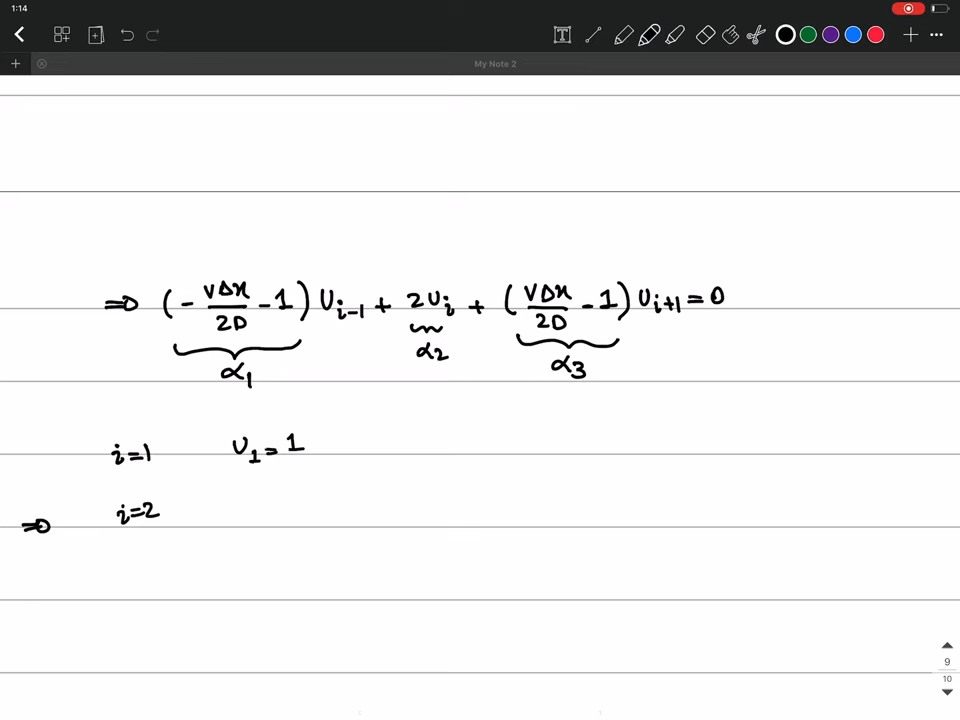 1:14
My Note 2
⇒ (- VΔx/2D - 1) U_{i-1} + 2U_i + (VΔx/2D - 1) U_{i+1} = 0
α_1 α_2 α_3
i=1 U_1 = 1
⇒ i=2
9
10